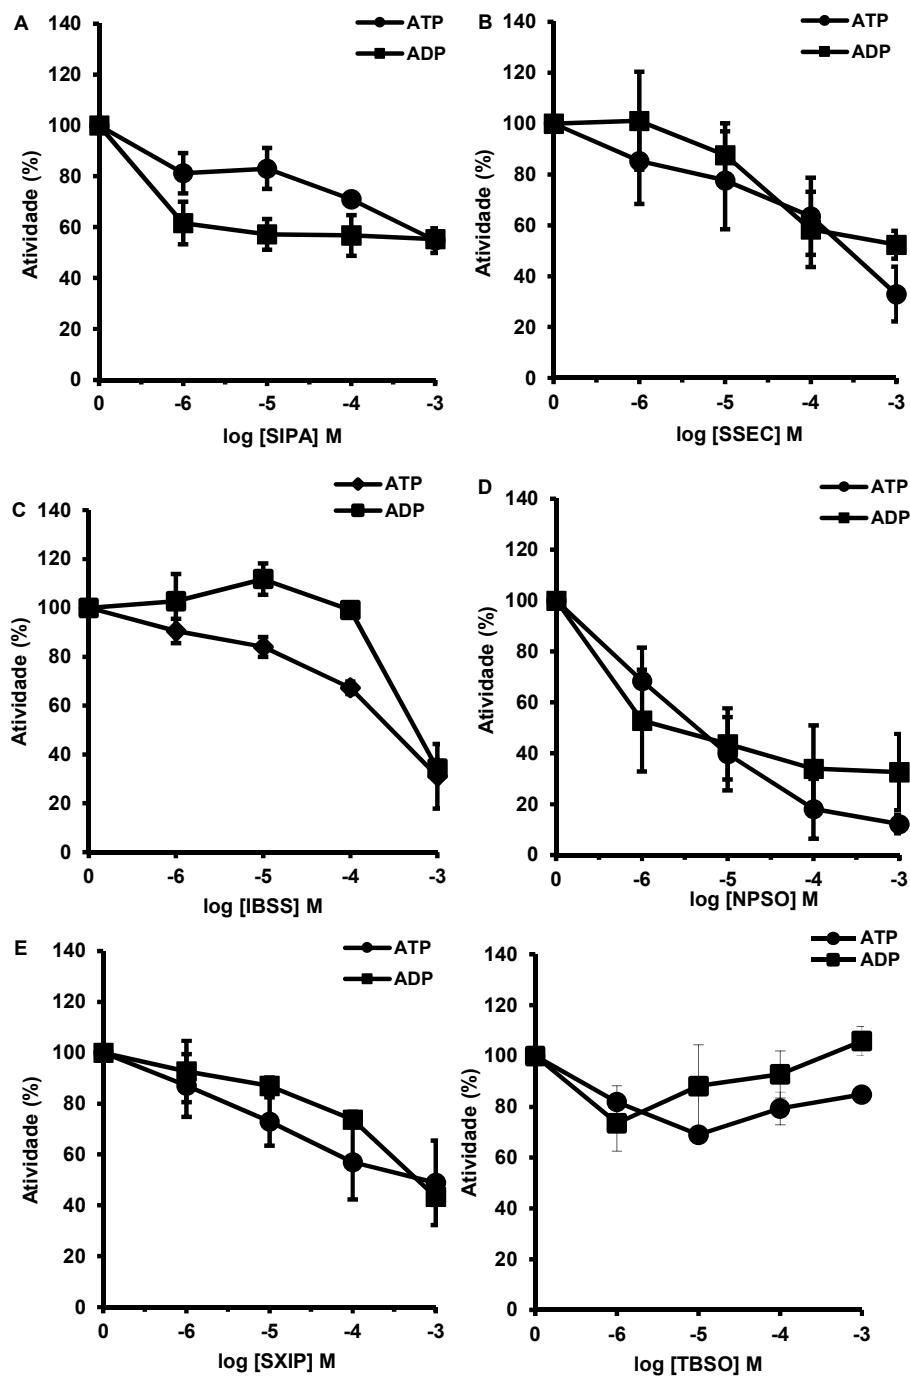 A
ATP
ADP
Atividade (%)
140
120
100
80
60
40
20
0
0 -6 -5 -4 -3
log [SIPA] M
B
ATP
ADP
Atividade (%)
140
120
100
80
60
40
20
0
0 -6 -5 -4 -3
log [SSEC] M
C
ATP
ADP
Atividade (%)
140
120
100
80
60
40
20
0
0 -6 -5 -4 -3
log [IBSS] M
D
ATP
ADP
Atividade (%)
140
120
100
80
60
40
20
0
0 -6 -5 -4 -3
log [NPSO] M
E
ATP
ADP
Atividade (%)
140
120
100
80
60
40
20
0
0 -6 -5 -4 -3
log [SXIP] M
ATP
ADP
Atividade (%)
140
120
100
80
60
40
20
0
0 -6 -5 -4 -3
log [TBSO] M